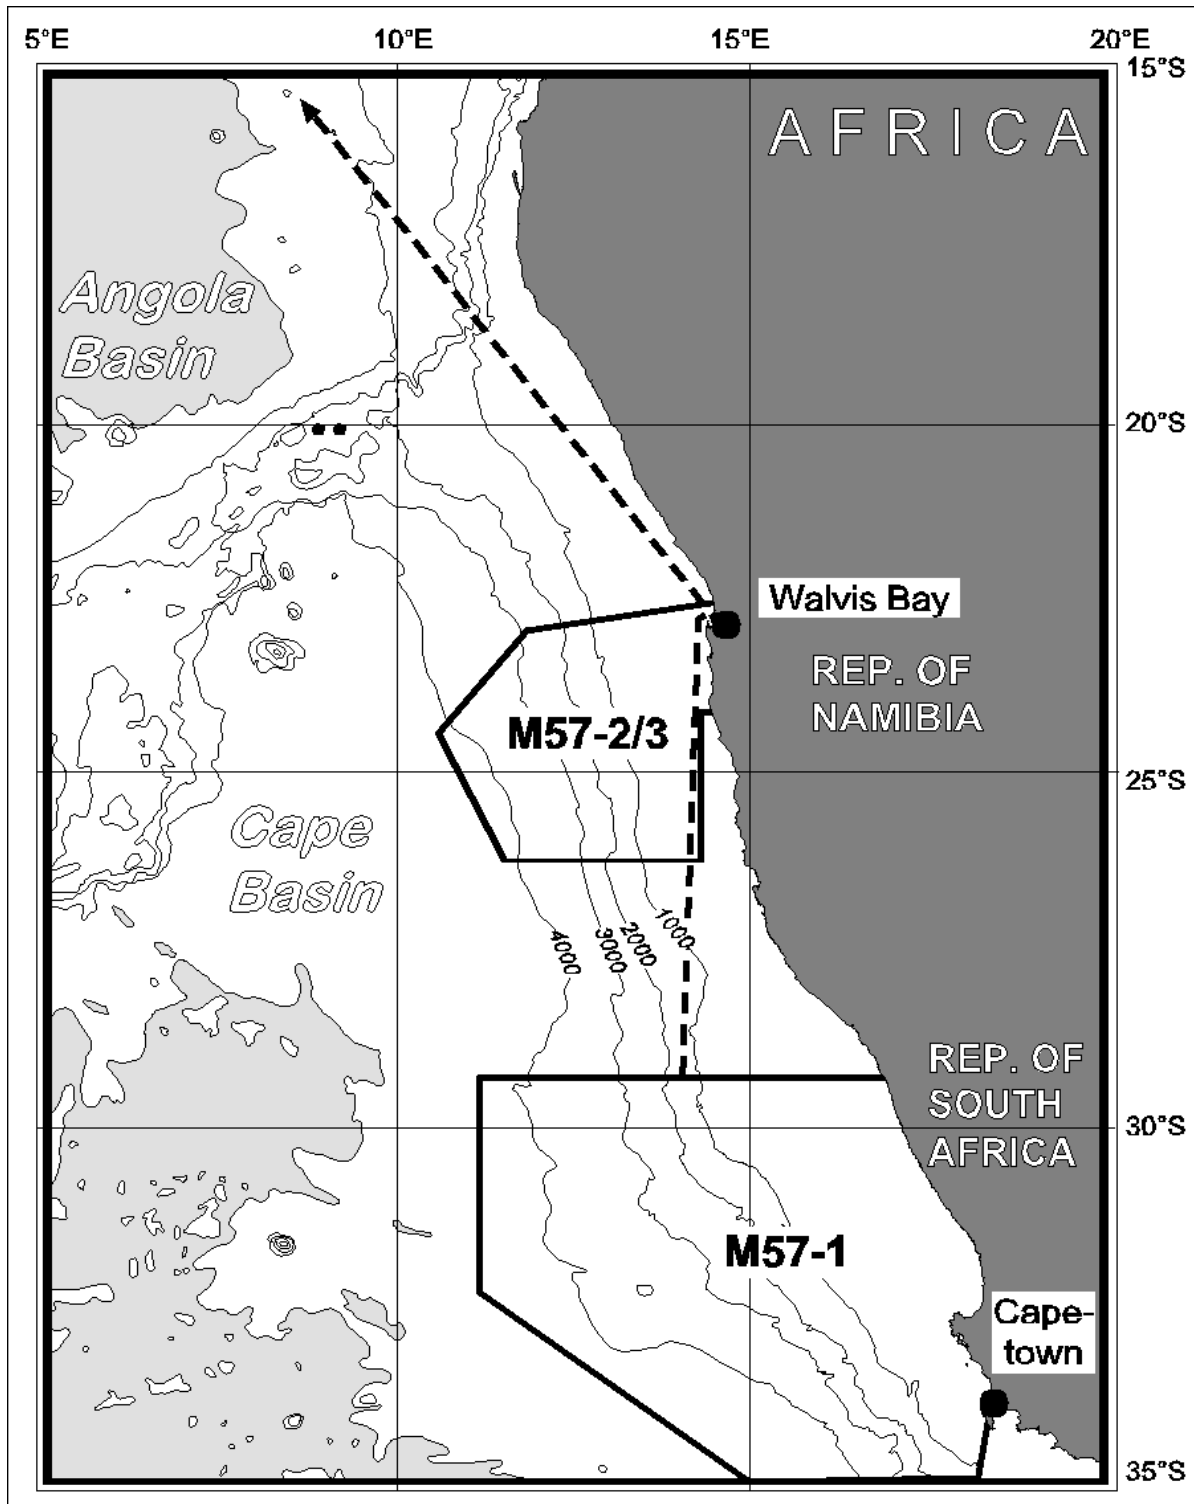 5°E 10°E 15°E 20°E
15°S
AFRICA
Angola
Basin
20°S
Walvis Bay
REP. OF
NAMIBIA
M57-2/3
25°S
Cape
Basin
4000 3000 2000 1000
REP. OF
SOUTH
AFRICA
30°S
M57-1
Cape-
town
35°S